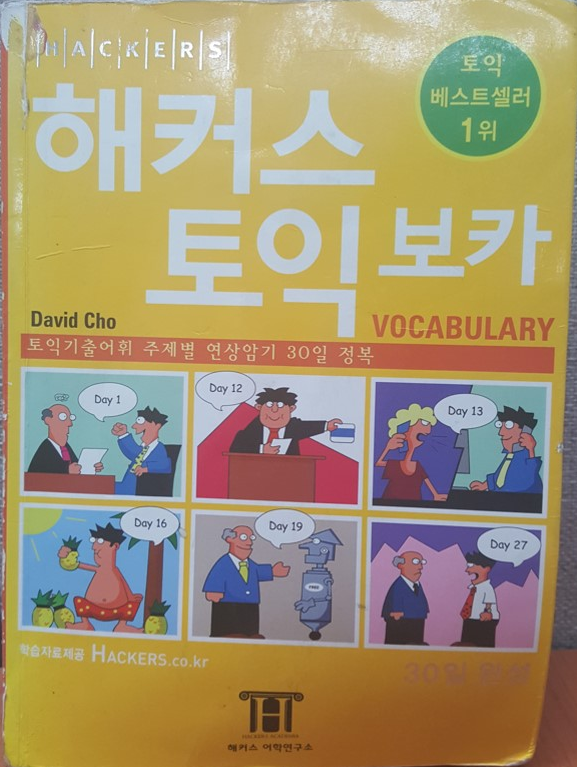 HACKERS
토익
베스트셀러
1위
해커스
토익 보카
David Cho
VOCABULARY
토익기출어휘 주제별 연상암기 30일 정복
Day 1
Day 12
Day 13
Day 16
Day 19
Day 27
FREE
학습자료제공 HACKERS.co.kr
30일 완성
HACKERS ACADEMIA
해커스 어학연구소